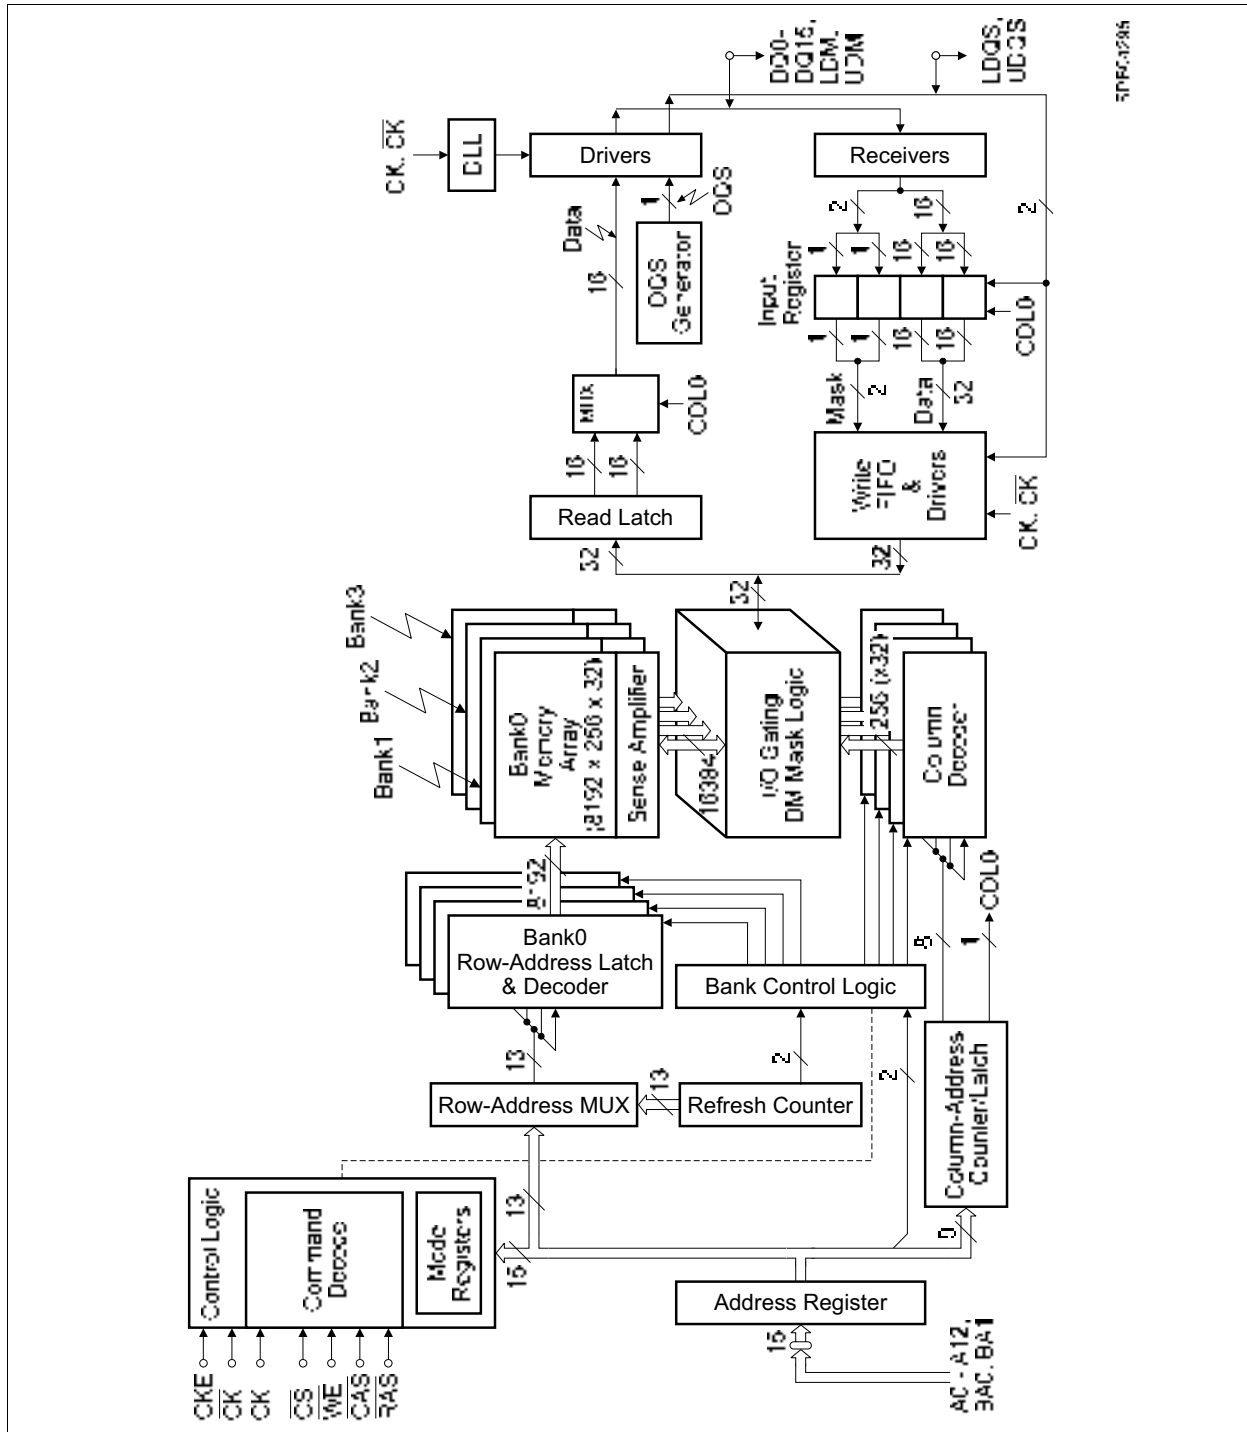 CK, CK
DLL
Drivers
DQ0-
DQ15,
LDM,
UDM
LDQS,
UDQS
Receivers
Data
16
1
DQS
DQS
Generator
2
16
1
1
16
16
2
Input
Register
1
1
16
16
COL0
MUX
COL0
16
16
Mask
2
Data
32
Read Latch
Write
FIFO
&
Drivers
CK, CK
32
32
32
Bank3
Bank2
Bank1
Bank0
Memory
Array
(8192 x 256 x 32)
Sense Amplifier
16384
I/O Gating
DM Mask Logic
256 (x32)
Column
Decoder
8192
Bank0
Row-Address Latch
& Decoder
Bank Control Logic
8
1
COL0
13
2
2
Column-Address
Counter/Latch
Row-Address MUX
13
Refresh Counter
Control Logic
Command
Decode
Mode
Registers
13
15
9
Address Register
15
A0 - A12,
BA0, BA1
CKE
CK
CK
CS
WE
CAS
RAS